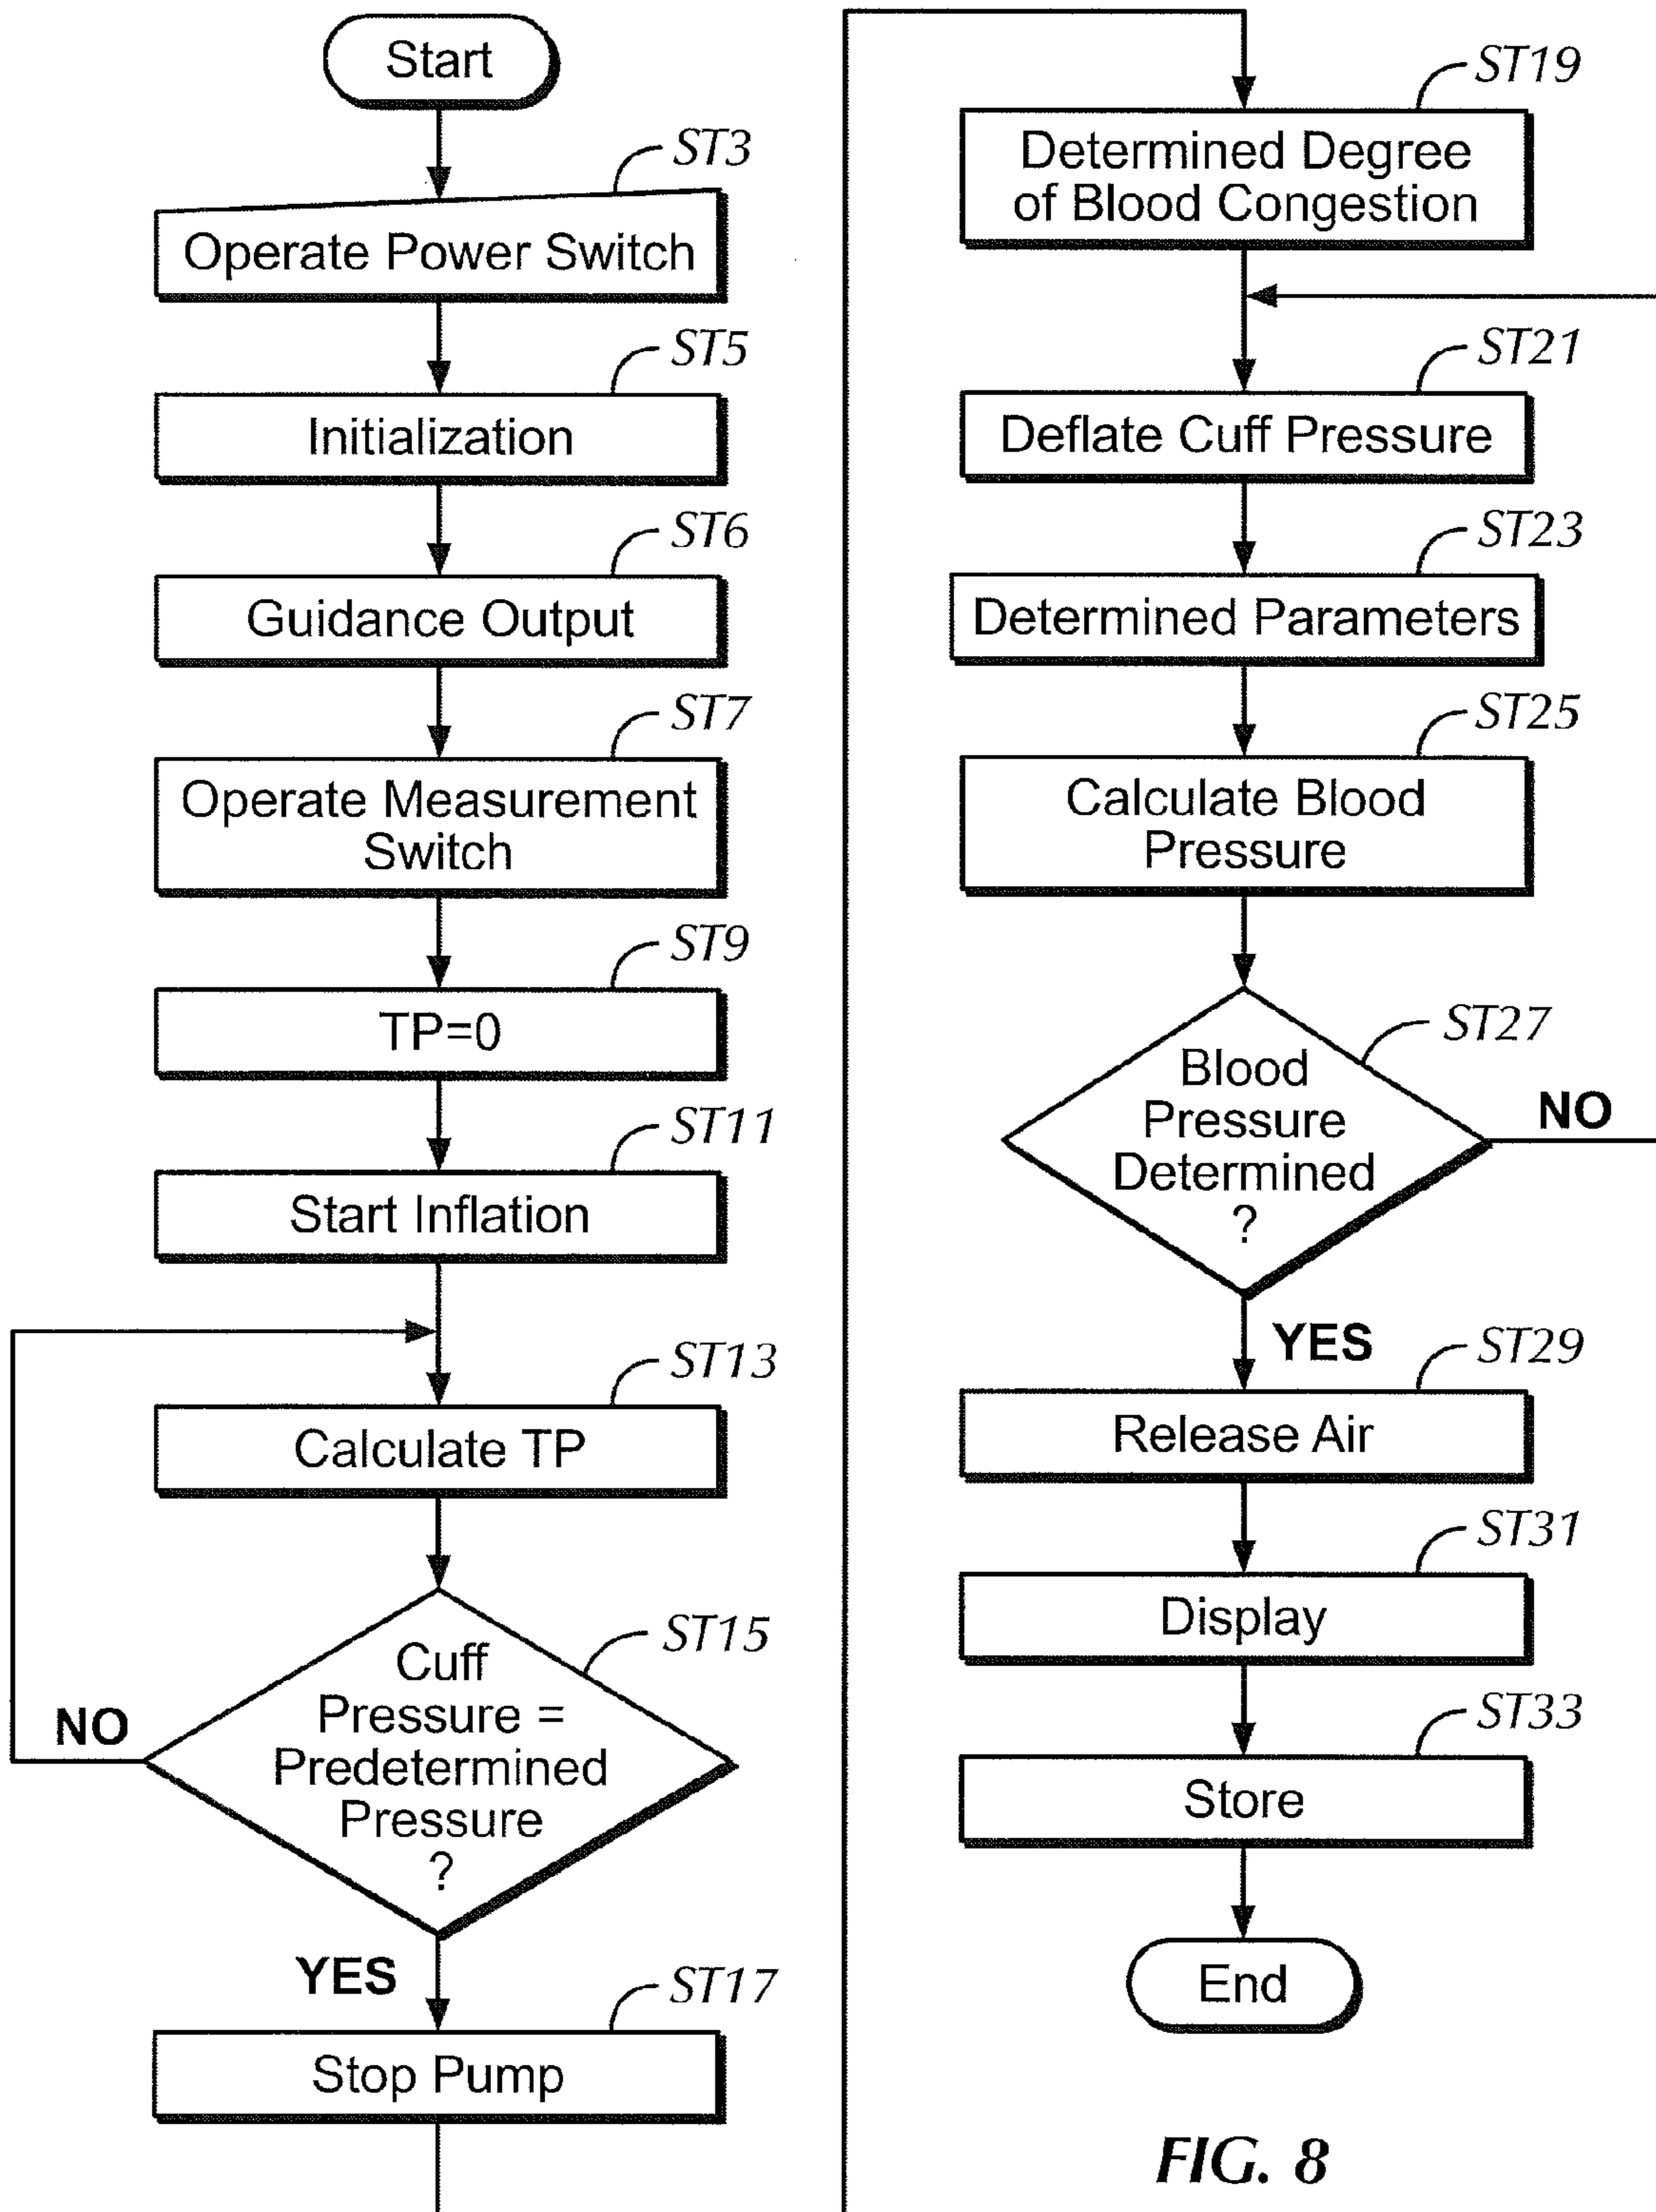 Start
ST3
Operate Power Switch
ST5
Initialization
ST6
Guidance Output
ST7
Operate Measurement
Switch
ST9
TP=0
ST11
Start Inflation
ST13
Calculate TP
ST15
Cuff
Pressure =
Predetermined
Pressure
?
NO
YES
ST17
Stop Pump
ST19
Determined Degree
of Blood Congestion
ST21
Deflate Cuff Pressure
ST23
Determined Parameters
ST25
Calculate Blood
Pressure
ST27
Blood
Pressure
Determined
?
NO
YES
ST29
Release Air
ST31
Display
ST33
Store
End
FIG. 8